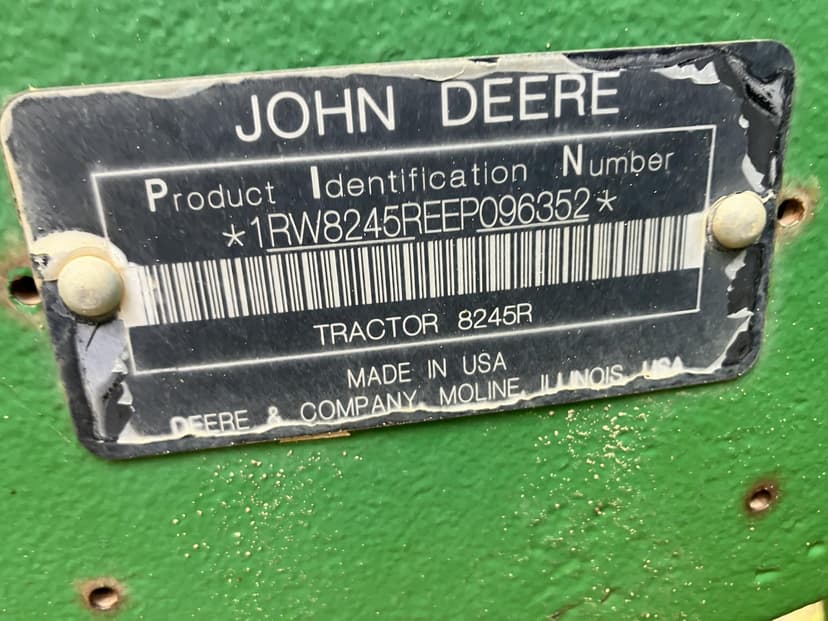 JOHN DEERE
Product Identification Number
*1RW8245REEP096352*
TRACTOR 8245R
MADE IN USA
DEERE & COMPANY, MOLINE, ILLINOIS USA